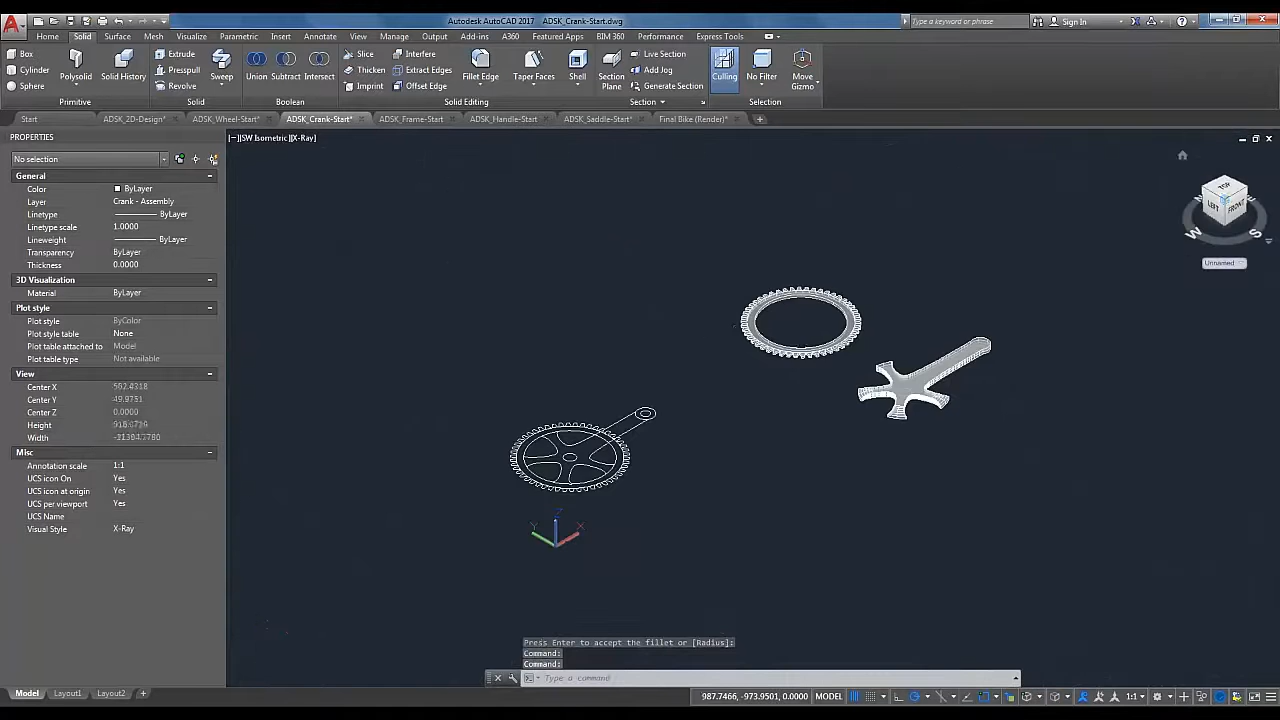 Autodesk AutoCAD 2017 ADSK_Crank-Start.dwg
Type a keyword or phrase
Sign In
Home Solid Surface Mesh Visualize Parametric Insert Annotate View Manage Output Add-ins A360 Featured Apps BIM 360 Performance Express Tools
Box
Cylinder
Sphere
Polysolid
Solid History
Primitive
Extrude
Presspull
Revolve
Sweep
Solid
Union Subtract Intersect
Boolean
Slice
Thicken
Imprint
Interfere
Extract Edges
Offset Edge
Fillet Edge
Taper Faces
Shell
Solid Editing
Section
Plane
Live Section
Add Jog
Generate Section
Section
Culling
No Filter
Move
Gizmo
Selection
Start ADSK_2D-Design* ADSK_Wheel-Start* ADSK_Crank-Start* ADSK_Frame-Start ADSK_Handle-Start ADSK_Saddle-Start* Final Bike (Render)*
PROPERTIES
No selection
General
Color ByLayer
Layer Crank - Assembly
Linetype ByLayer
Linetype scale 1.0000
Lineweight ByLayer
Transparency ByLayer
Thickness 0.0000
3D Visualization
Material ByLayer
Plot style
Plot style ByColor
Plot style table None
Plot table attached to Model
Plot table type Not available
View
Center X 552.4318
Center Y
Center Z 0.0000
Height
Width
Misc
Annotation scale 1:1
UCS icon On Yes
UCS icon at origin Yes
UCS per viewport Yes
UCS Name
Visual Style X-Ray
[−][SW Isometric][X-Ray]
TOP
LEFT
FRONT
W
S
Unnamed
Z
Y
X
Press Enter to accept the fillet or [Radius]:
Command:
Command:
Type a command
Model Layout1 Layout2
987.7466, -973.9501, 0.0000 MODEL
1:1